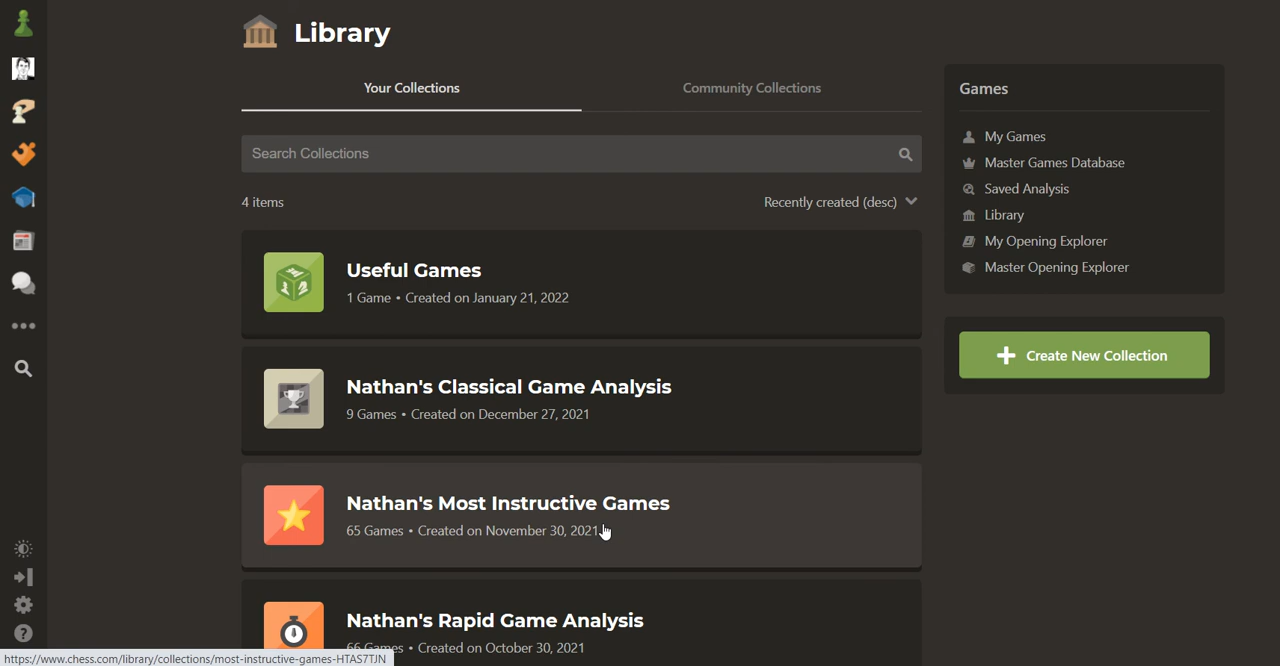 Library
Your Collections
Community Collections
Search Collections
4 items
Recently created (desc)
Useful Games
1 Game • Created on January 21, 2022
Nathan's Classical Game Analysis
9 Games • Created on December 27, 2021
Nathan's Most Instructive Games
65 Games • Created on November 30, 2021
Nathan's Rapid Game Analysis
66 Games • Created on October 30, 2021
Games
My Games
Master Games Database
Saved Analysis
Library
My Opening Explorer
Master Opening Explorer
+ Create New Collection
https://www.chess.com/library/collections/most-instructive-games-HTAS7TJN